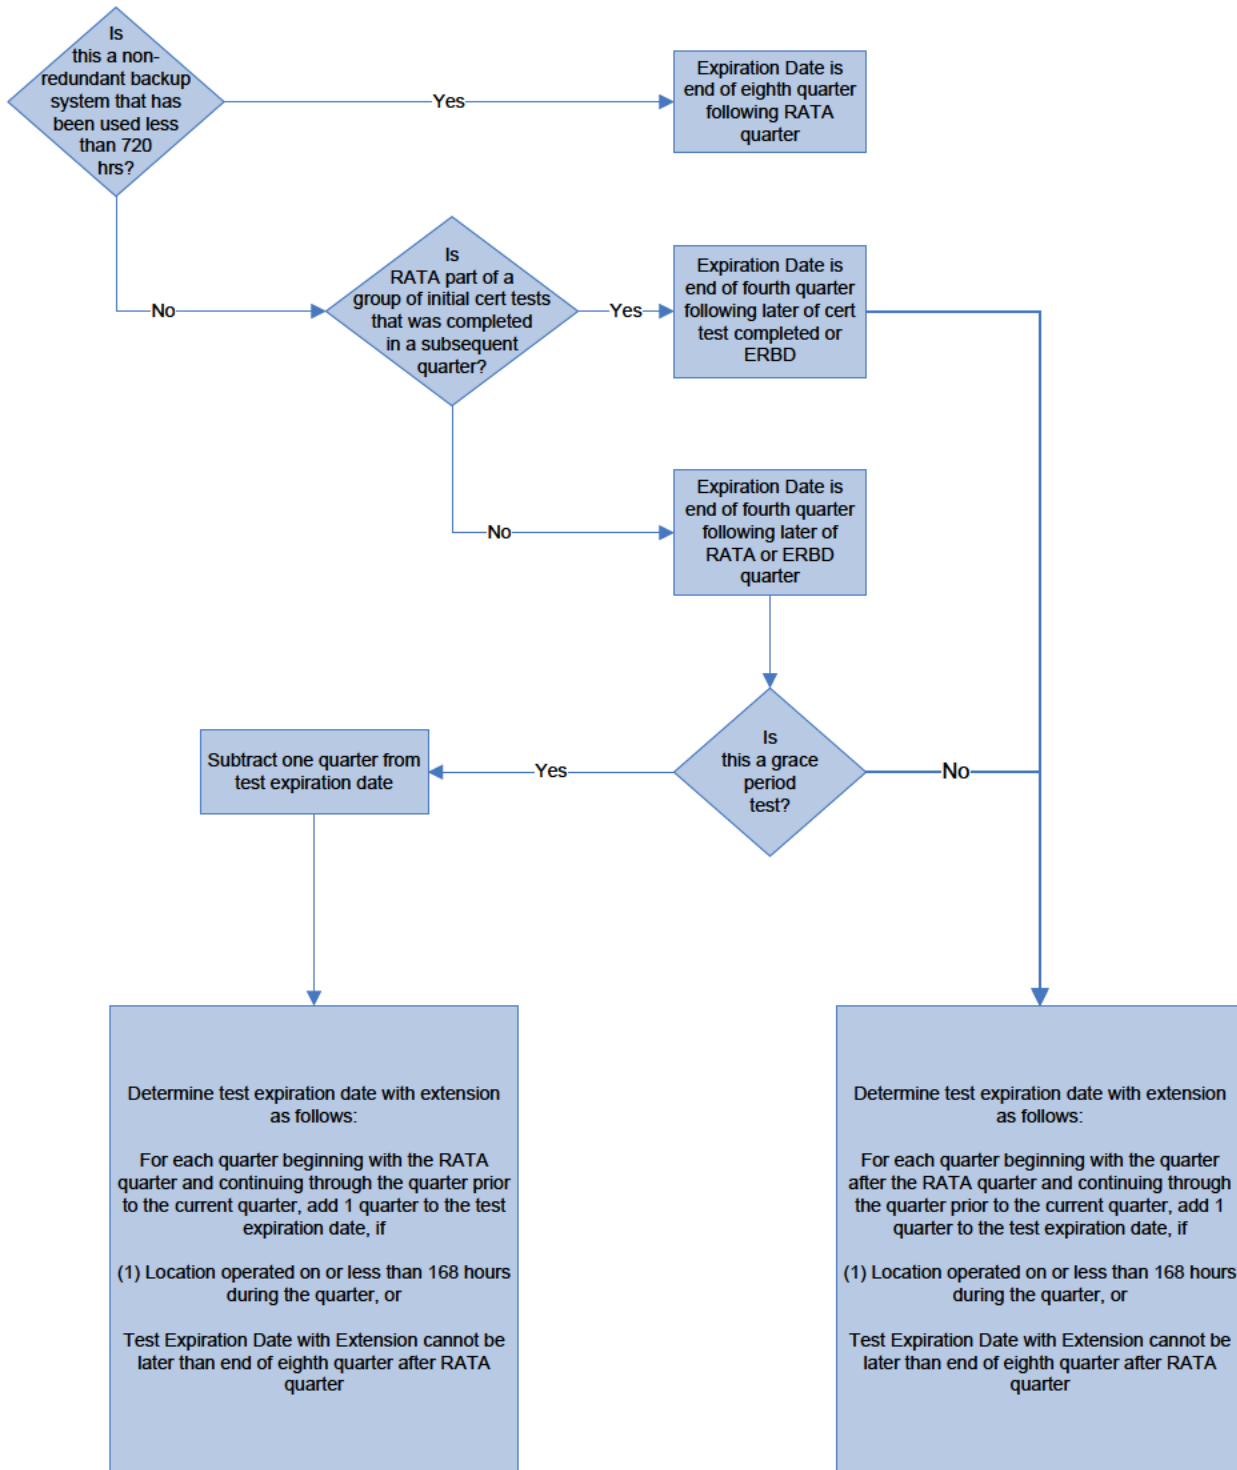 Is
this a non-
redundant backup
system that has
been used less
than 720
hrs?
Yes
Expiration Date is
end of eighth quarter
following RATA
quarter
No
Is
RATA part of a
group of initial cert tests
that was completed
in a subsequent
quarter?
Yes
Expiration Date is
end of fourth quarter
following later of cert
test completed or
ERBD
No
Expiration Date is
end of fourth quarter
following later of
RATA or ERBD
quarter
Is
this a grace
period
test?
Yes
No
Subtract one quarter from
test expiration date
Determine test expiration date with extension
as follows:
For each quarter beginning with the RATA
quarter and continuing through the quarter prior
to the current quarter, add 1 quarter to the test
expiration date, if
(1) Location operated on or less than 168 hours
during the quarter, or
Test Expiration Date with Extension cannot be
later than end of eighth quarter after RATA
quarter
Determine test expiration date with extension
as follows:
For each quarter beginning with the quarter
after the RATA quarter and continuing through
the quarter prior to the current quarter, add 1
quarter to the test expiration date, if
(1) Location operated on or less than 168 hours
during the quarter, or
Test Expiration Date with Extension cannot be
later than end of eighth quarter after RATA
quarter